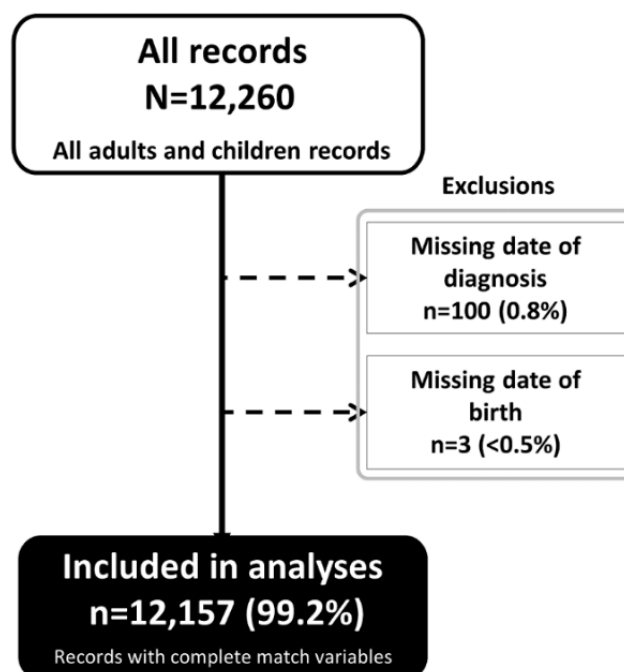 All records
N=12,260
All adults and children records
Exclusions
Missing date of
diagnosis
n=100 (0.8%)
Missing date of
birth
n=3 (<0.5%)
Included in analyses
n=12,157 (99.2%)
Records with complete match variables